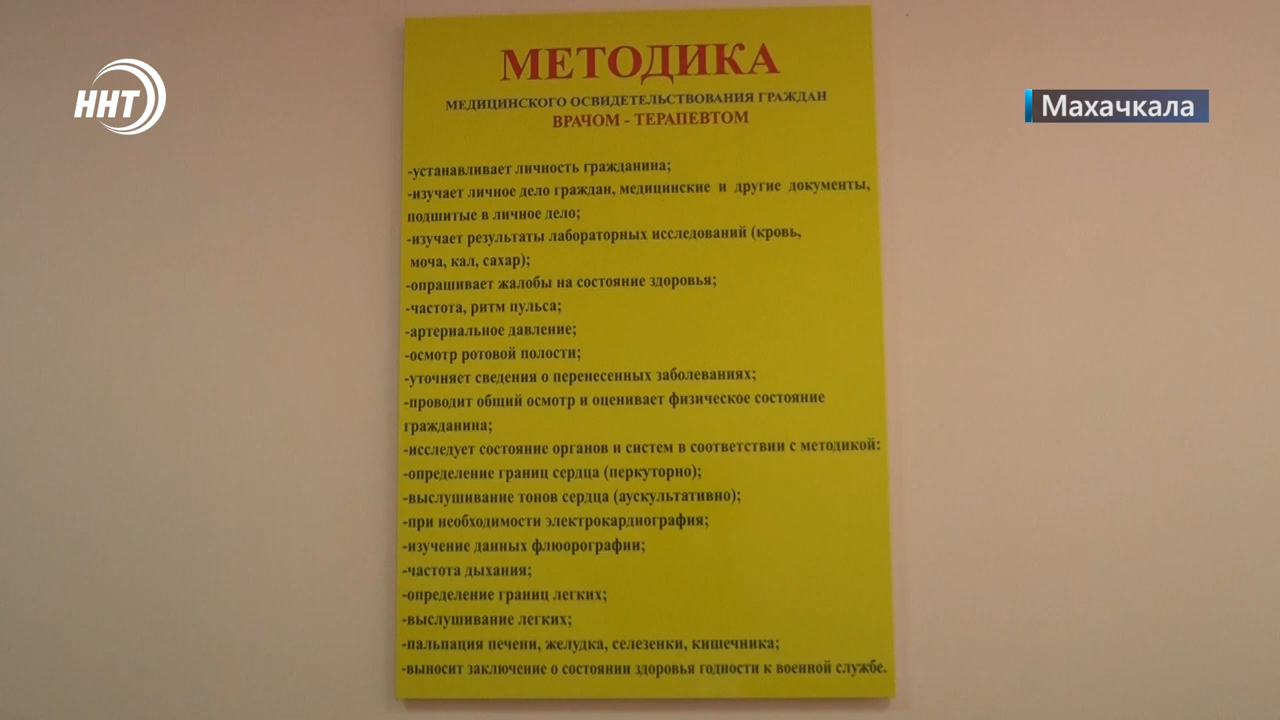 ННТ
Махачкала
МЕТОДИКА
МЕДИЦИНСКОГО ОСВИДЕТЕЛЬСТВОВАНИЯ ГРАЖДАН
ВРАЧОМ - ТЕРАПЕВТОМ
-устанавливает личность гражданина;
-изучает личное дело граждан, медицинские и другие документы,
подшитые в личное дело;
-изучает результаты лабораторных исследований (кровь,
моча, кал, сахар);
-опрашивает жалобы на состояние здоровья;
-частота, ритм пульса;
-артериальное давление;
-осмотр ротовой полости;
-уточняет сведения о перенесенных заболеваниях;
-проводит общий осмотр и оценивает физическое состояние
гражданина;
-исследует состояние органов и систем в соответствии с методикой:
-определение границ сердца (перкуторно);
-выслушивание тонов сердца (аускультативно);
-при необходимости электрокардиография;
-изучение данных флюорографии;
-частота дыхания;
-определение границ легких;
-выслушивание легких;
-пальпация печени, желудка, селезенки, кишечника;
-выносит заключение о состоянии здоровья годности к военной службе.